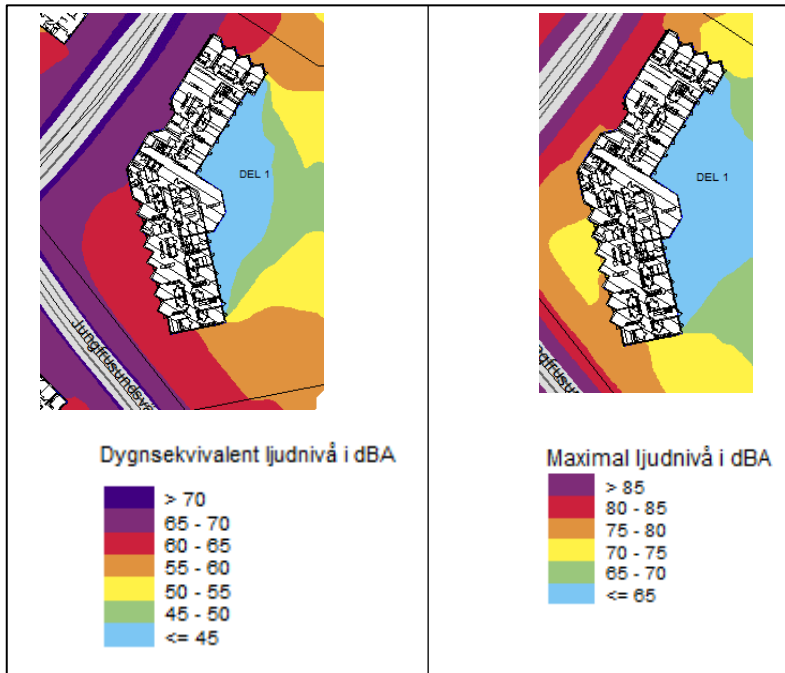 DEL 1
Jungfrusundsv
Dygnsekvivalent ljudnivå i dBA
> 70
65 - 70
60 - 65
55 - 60
50 - 55
45 - 50
<= 45
DEL 1
Maximal ljudnivå i dBA
> 85
80 - 85
75 - 80
70 - 75
65 - 70
<= 65